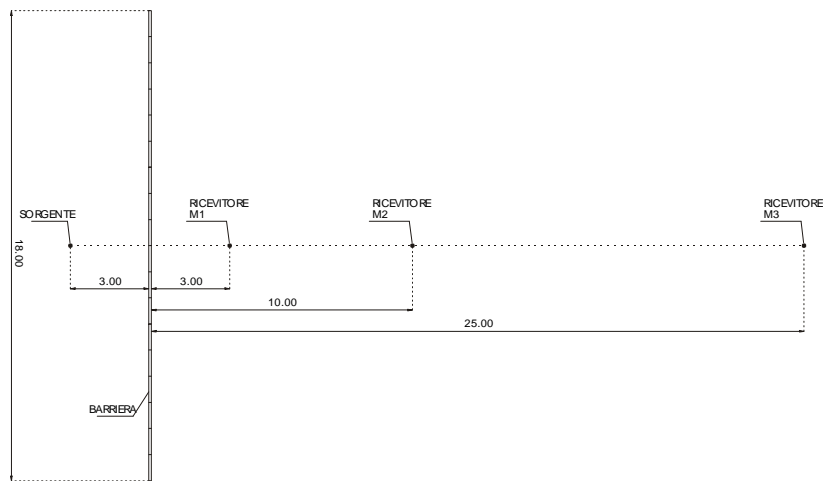 RICEVITORE
M1
RICEVITORE
M2
RICEVITORE
M3
SORGENTE
18.00
3.00
3.00
10.00
25.00
BARRIERA